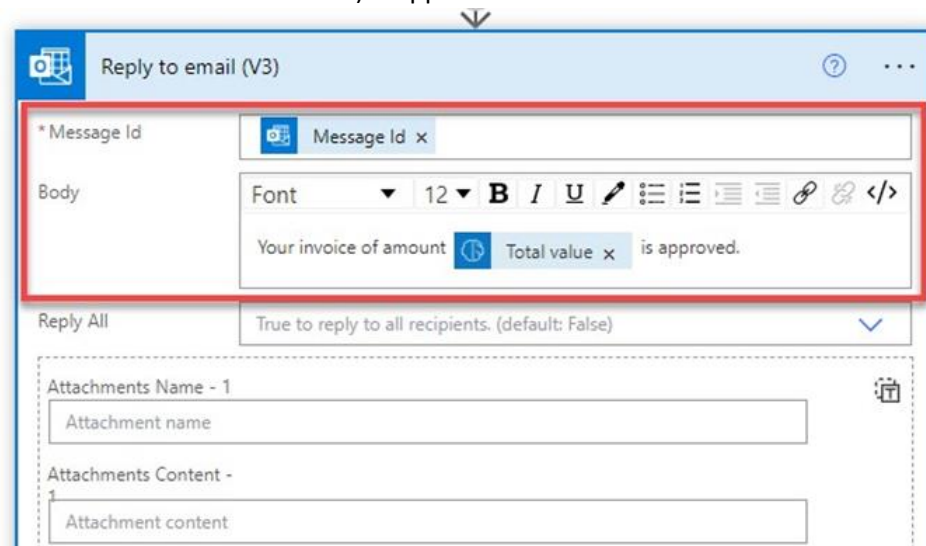 Reply to email (V3)
* Message Id
Message Id ×
Body
Font 12 B I U </>
Your invoice of amount Total value × is approved.
Reply All
True to reply to all recipients. (default: False)
Attachments Name - 1
Attachment name
Attachments Content -
1
Attachment content